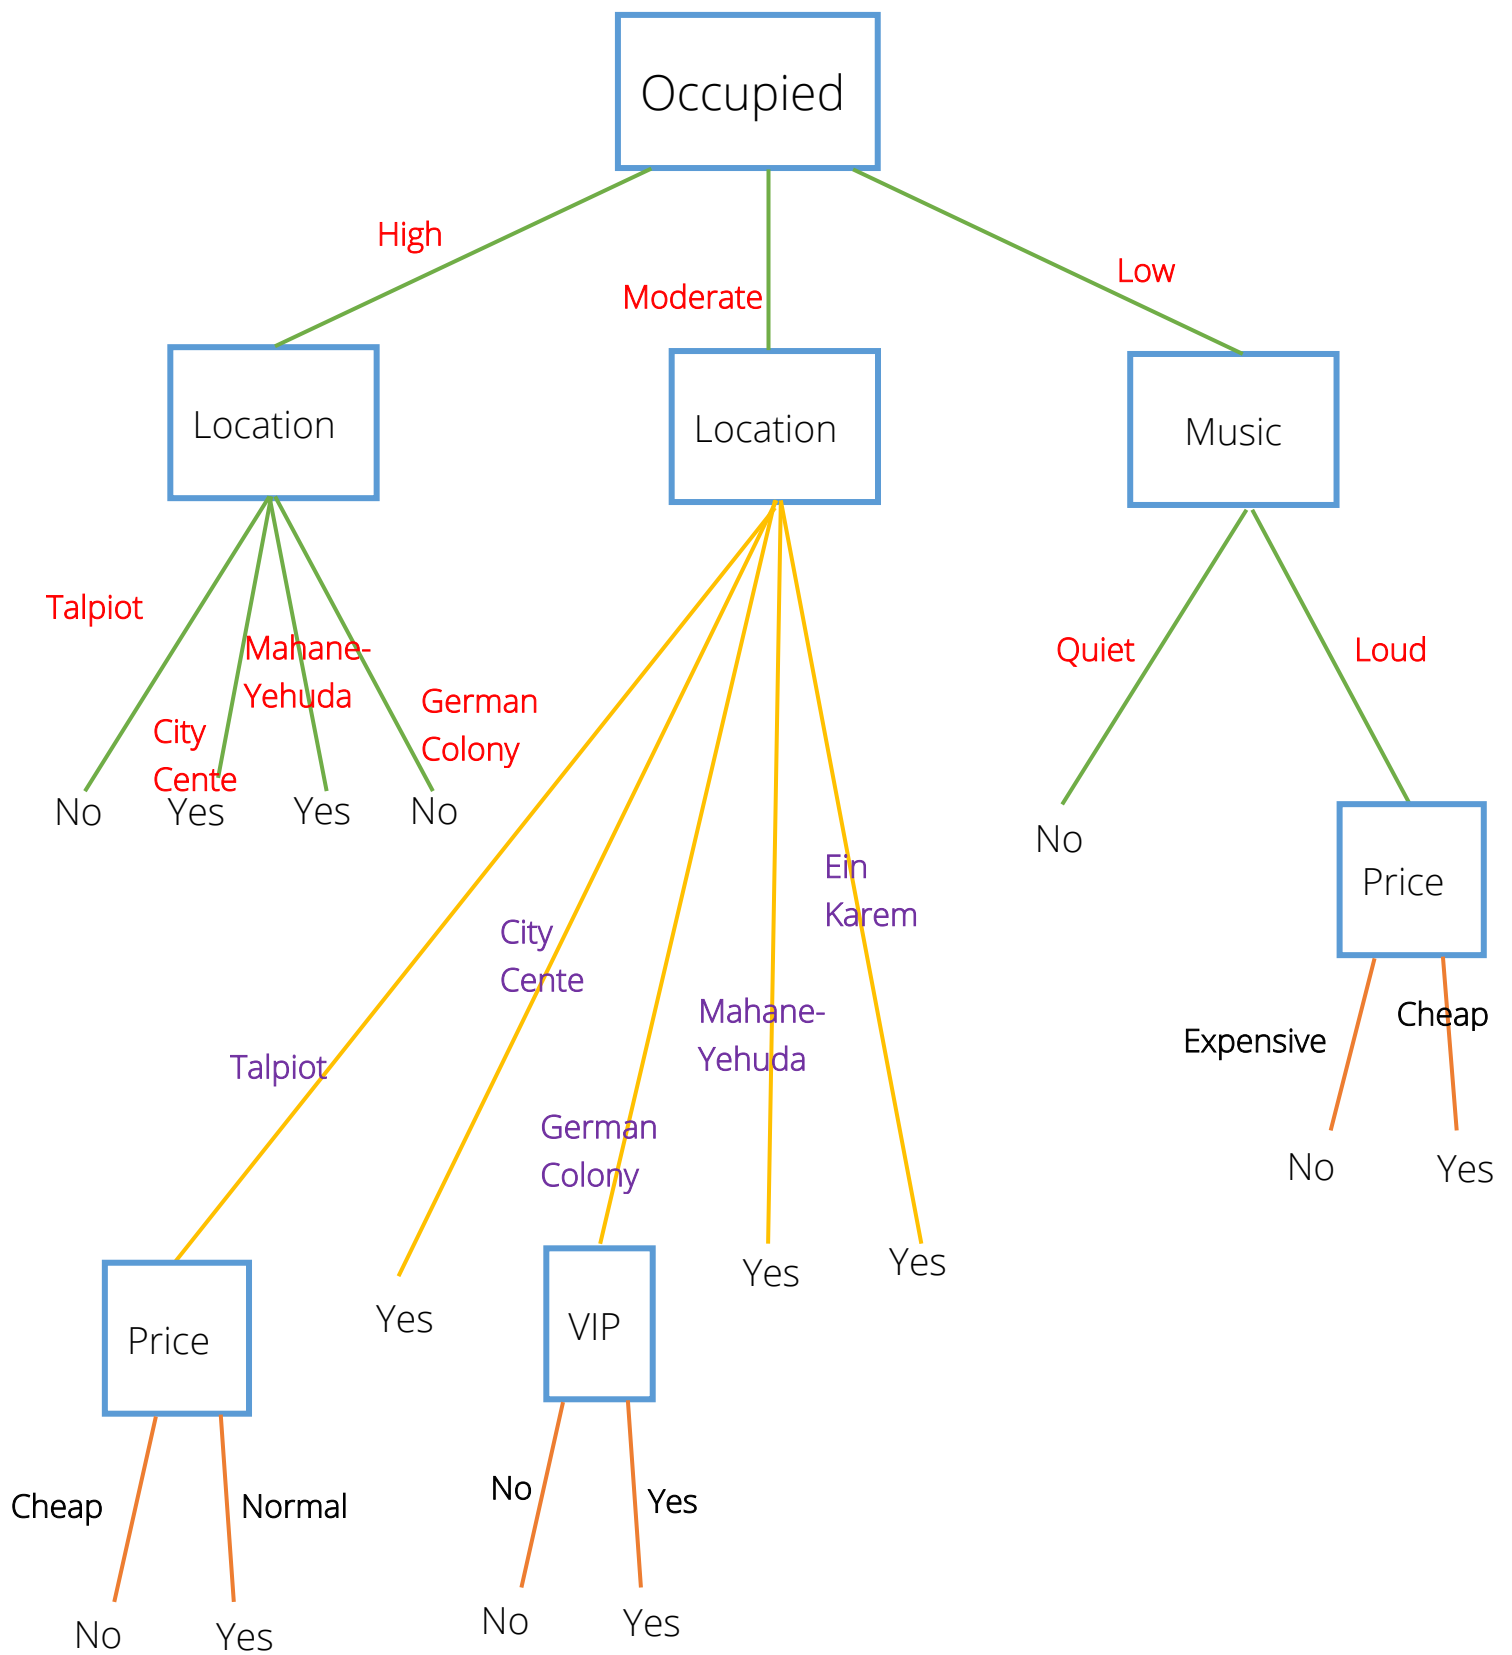 Occupied
High
Moderate
Low
Location
Location
Music
Talpiot
Mahane-
Yehuda
City
Cente
German
Colony
Quiet
Loud
No
Yes
Yes
No
No
Price
Ein
Karem
City
Cente
Mahane-
Yehuda
Talpiot
German
Colony
Expensive
Cheap
No
Yes
Price
Yes
VIP
Yes
Yes
Cheap
Normal
No
Yes
No
Yes
No
Yes